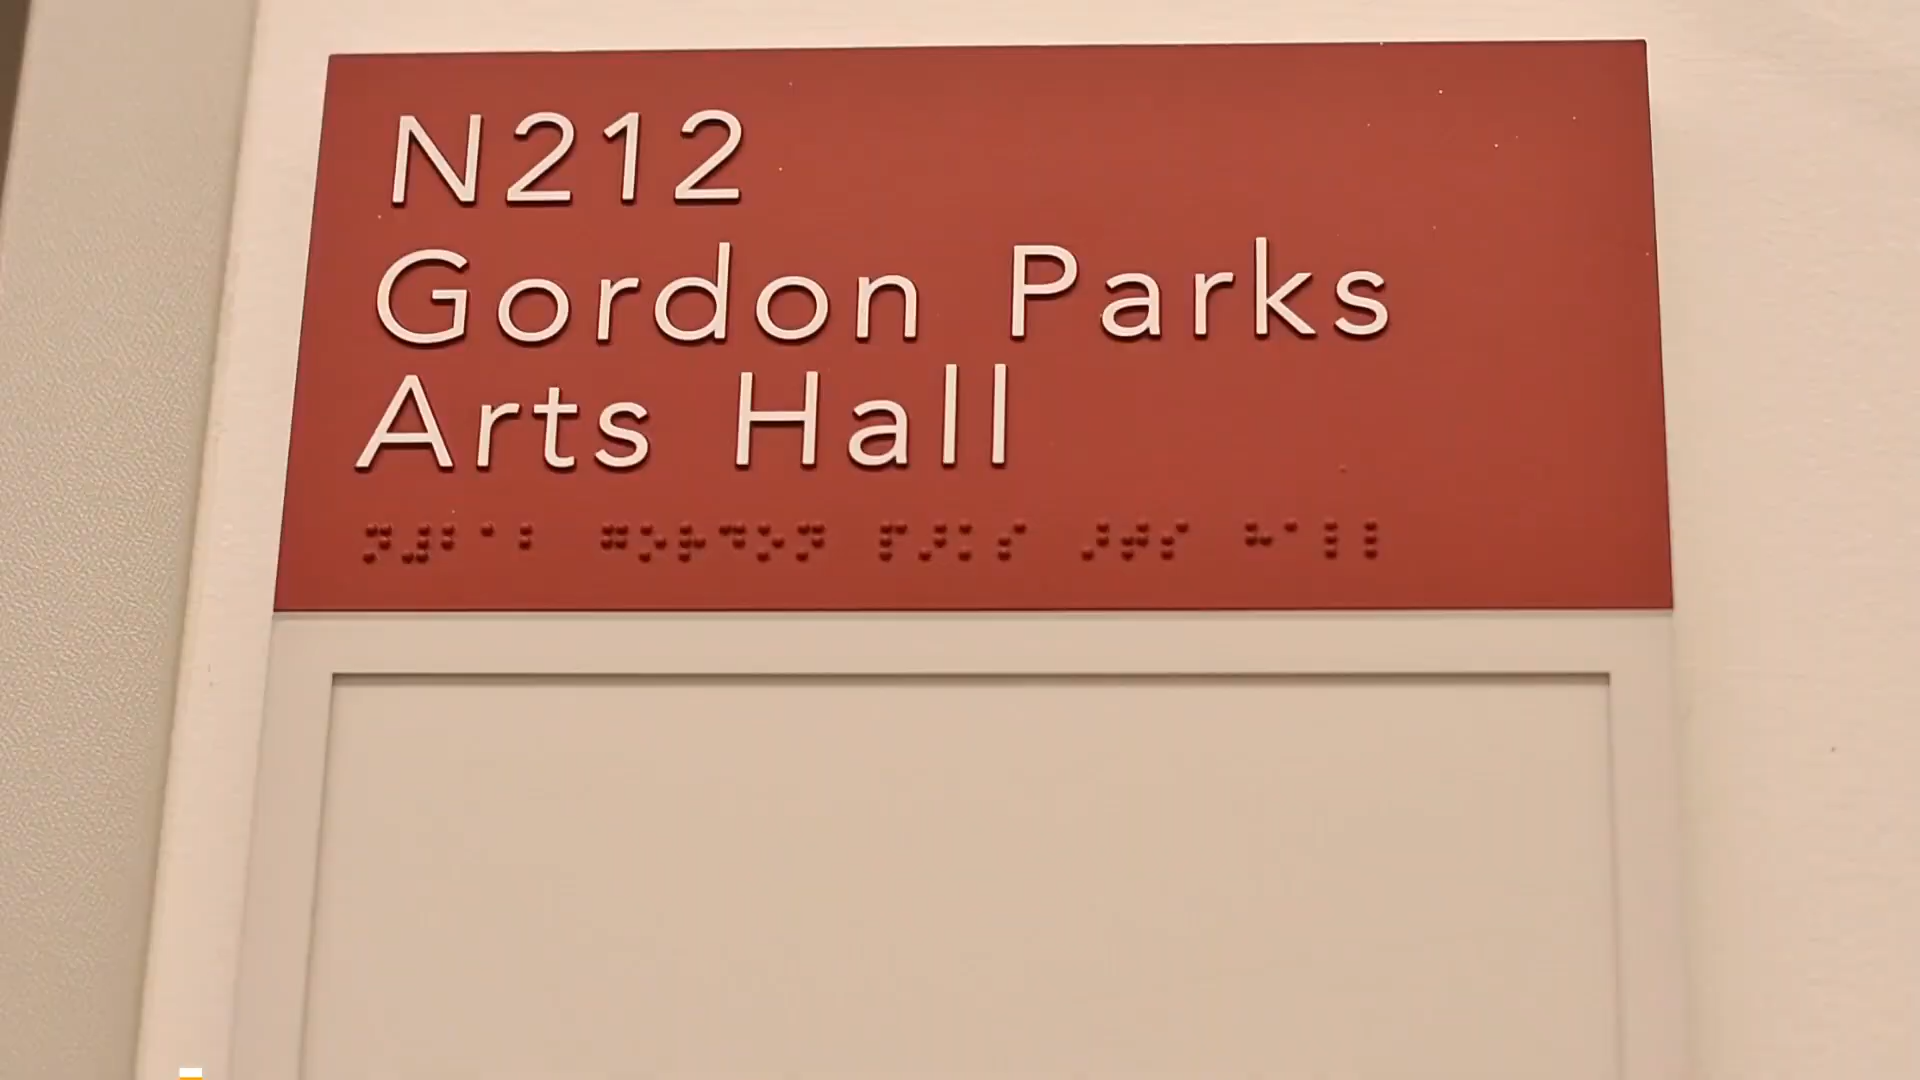 N212
Gordon Parks
Arts Hall
⠝⠼⠃⠁⠃ ⠛⠕⠗⠙⠕⠝ ⠏⠜⠅⠎ ⠜⠞⠎ ⠓⠁⠇⠇